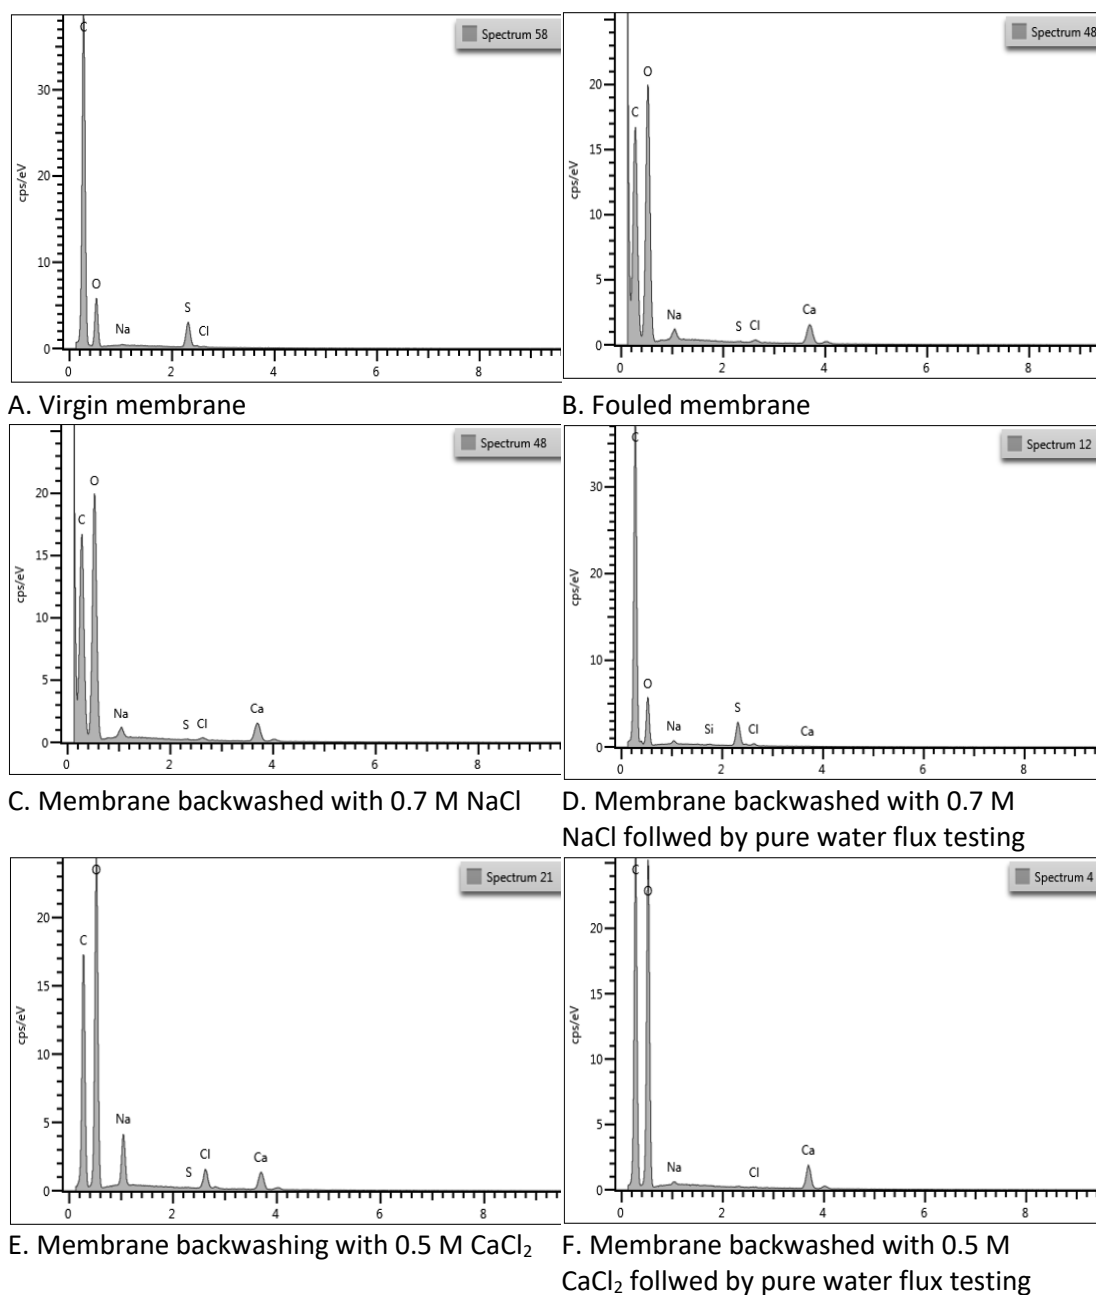 Spectrum 58
C
30
20
10
0
cps/eV
O
Na
S
Cl
0 2 4 6 8
A. Virgin membrane
Spectrum 48
20
15
10
5
0
cps/eV
C
O
Na
S
Cl
Ca
0 2 4 6 8
B. Fouled membrane
Spectrum 48
20
15
10
5
0
cps/eV
C
O
Na
S
Cl
Ca
0 2 4 6 8
C. Membrane backwashed with 0.7 M NaCl
Spectrum 12
C
30
20
10
0
cps/eV
O
Na
Si
S
Cl
Ca
0 2 4 6 8
D. Membrane backwashed with 0.7 M
NaCl follwed by pure water flux testing
Spectrum 21
20
15
10
5
0
cps/eV
C
O
Na
S
Cl
Ca
0 2 4 6 8
E. Membrane backwashing with 0.5 M CaCl₂
Spectrum 4
20
15
10
5
0
cps/eV
C
O
Na
Cl
Ca
0 2 4 6 8
F. Membrane backwashed with 0.5 M
CaCl₂ follwed by pure water flux testing